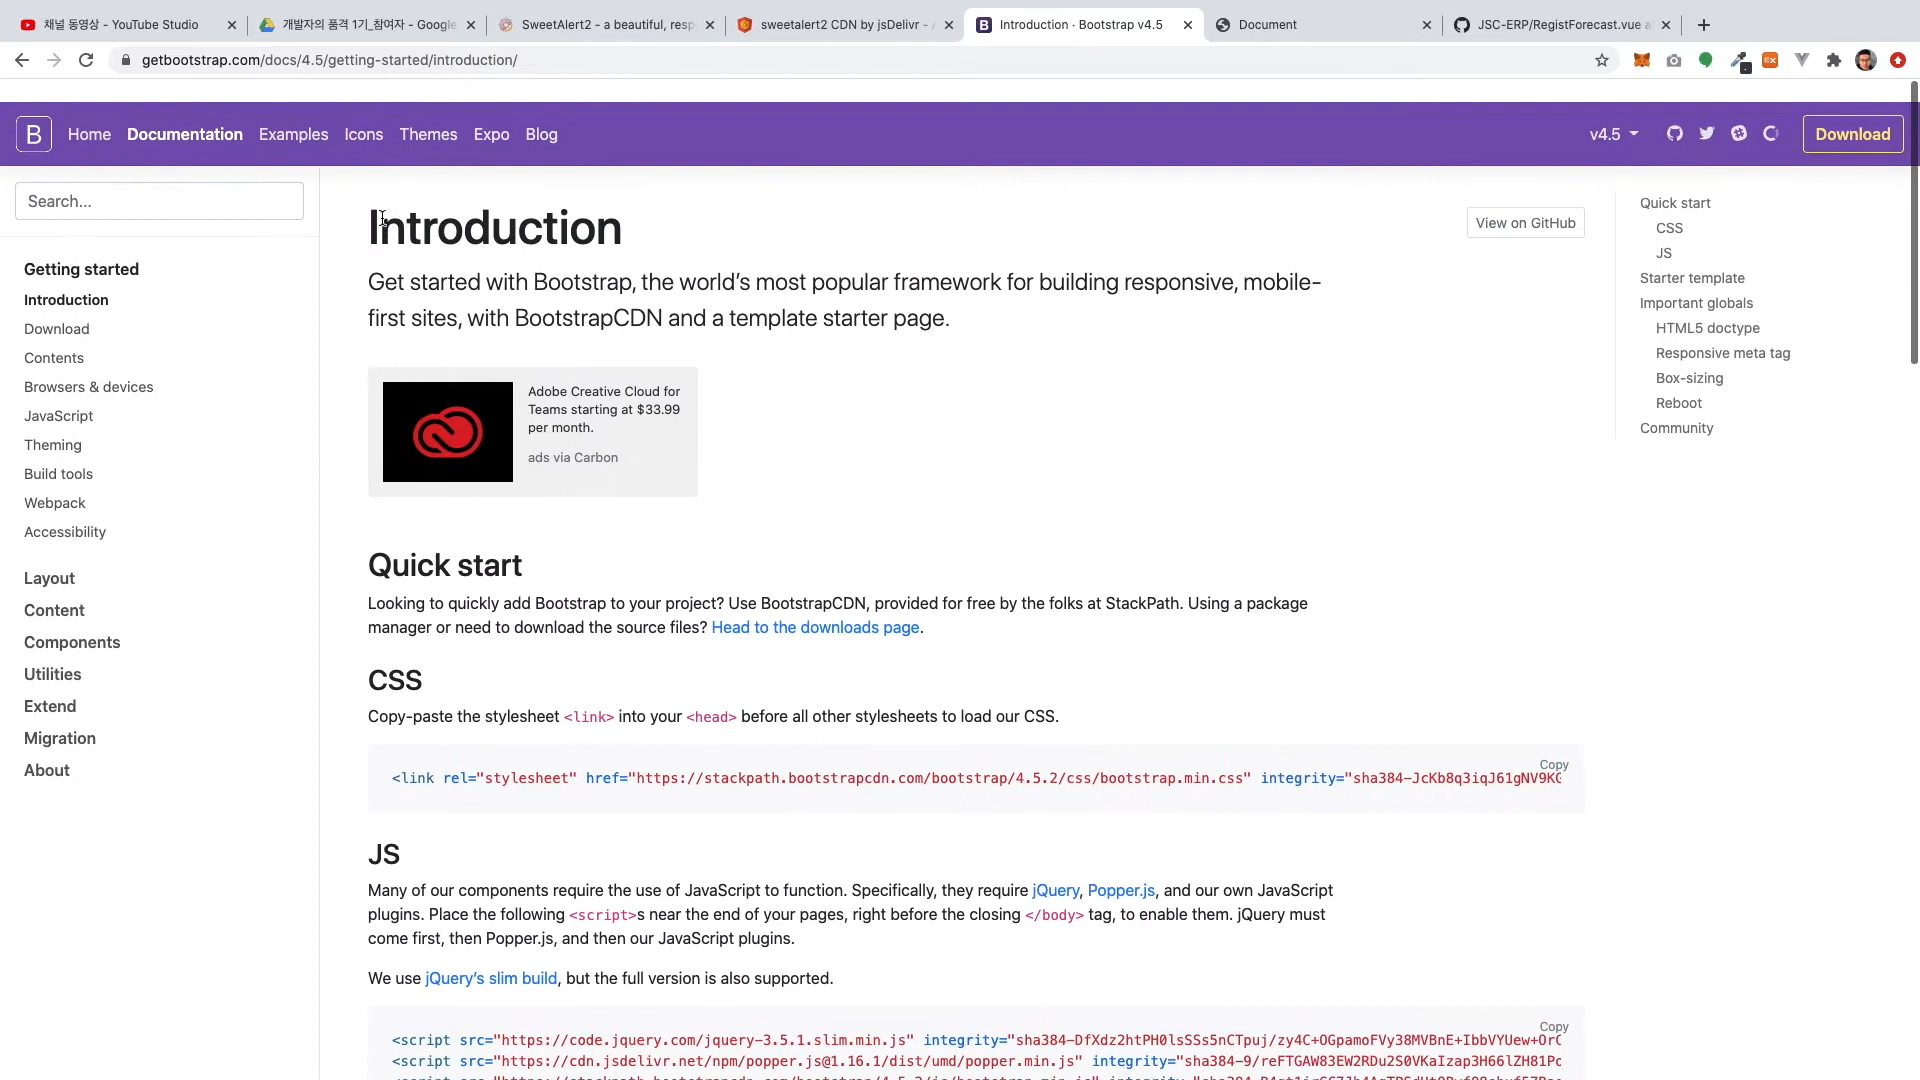 채널 동영상 - YouTube Studio
개발자의 품격 1기_참여자 - Google
SweetAlert2 - a beautiful, resp
sweetalert2 CDN by jsDelivr -
Introduction · Bootstrap v4.5
Document
JSC-ERP/RegistForecast.vue a
getbootstrap.com/docs/4.5/getting-started/introduction/
B
Home
Documentation
Examples
Icons
Themes
Expo
Blog
v4.5
Download
Search...
Getting started
Introduction
Download
Contents
Browsers & devices
JavaScript
Theming
Build tools
Webpack
Accessibility
Layout
Content
Components
Utilities
Extend
Migration
About
Introduction
View on GitHub
Get started with Bootstrap, the world's most popular framework for building responsive, mobile-
first sites, with BootstrapCDN and a template starter page.
Adobe Creative Cloud for
Teams starting at $33.99
per month.
ads via Carbon
Quick start
Looking to quickly add Bootstrap to your project? Use BootstrapCDN, provided for free by the folks at StackPath. Using a package
manager or need to download the source files? Head to the downloads page.
CSS
Copy-paste the stylesheet <link> into your <head> before all other stylesheets to load our CSS.
Copy
<link rel="stylesheet" href="https://stackpath.bootstrapcdn.com/bootstrap/4.5.2/css/bootstrap.min.css" integrity="sha384-JcKb8q3iqJ61gNV9KG
JS
Many of our components require the use of JavaScript to function. Specifically, they require jQuery, Popper.js, and our own JavaScript
plugins. Place the following <script>s near the end of your pages, right before the closing </body> tag, to enable them. jQuery must
come first, then Popper.js, and then our JavaScript plugins.
We use jQuery's slim build, but the full version is also supported.
Copy
<script src="https://code.jquery.com/jquery-3.5.1.slim.min.js" integrity="sha384-DfXdz2htPH0lsSSs5nCTpuj/zy4C+OGpamoFVy38MVBnE+IbbVYUew+OrC
<script src="https://cdn.jsdelivr.net/npm/popper.js@1.16.1/dist/umd/popper.min.js" integrity="sha384-9/reFTGAW83EW2RDu2S0VKaIzap3H66lZH81Po
Quick start
CSS
JS
Starter template
Important globals
HTML5 doctype
Responsive meta tag
Box-sizing
Reboot
Community